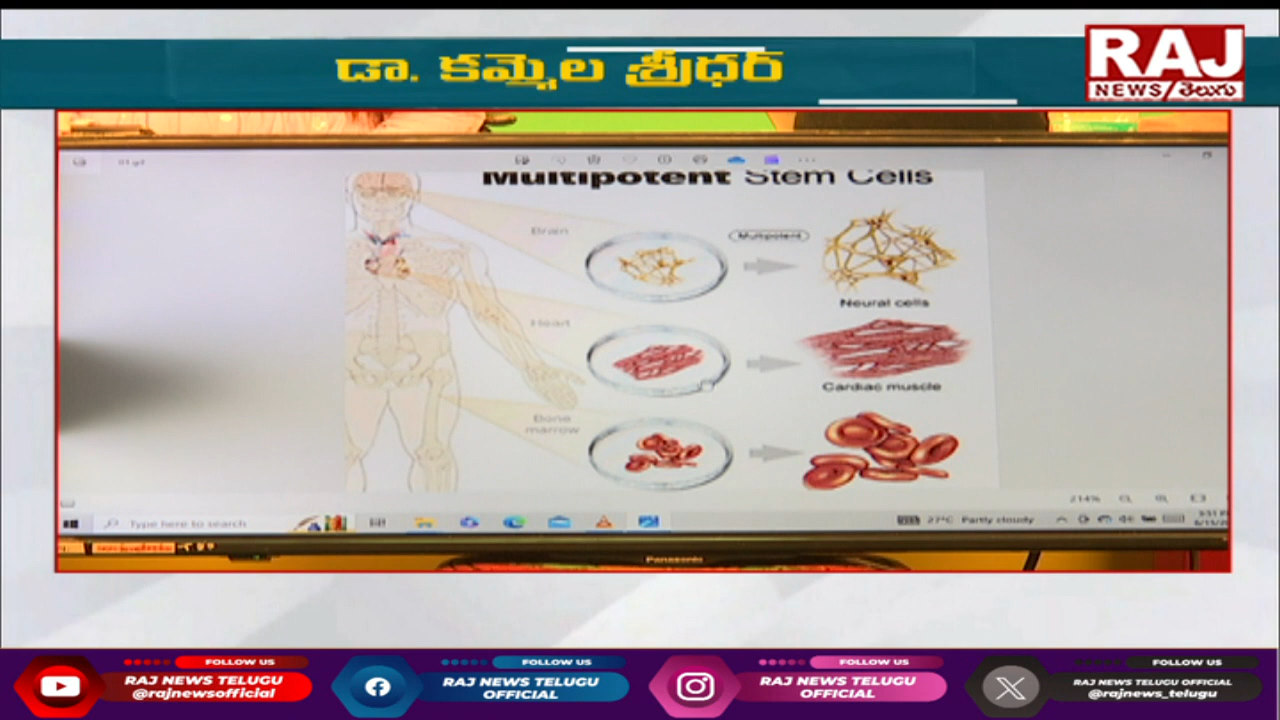 డా. కమ్మెల శ్రీధర్
RAJ
NEWS తెలుగు
Multipotent Stem Cells
Brain
Multipotent
Neural cells
Heart
Cardiac muscle
Bone
marrow
214%
Type here to search
27°C Partly cloudy
Panasonic
FOLLOW US
RAJ NEWS TELUGU
@rajnewsofficial
FOLLOW US
RAJ NEWS TELUGU
OFFICIAL
FOLLOW US
RAJ NEWS TELUGU
OFFICIAL
FOLLOW US
RAJ NEWS TELUGU OFFICIAL
@rajnews_telugu